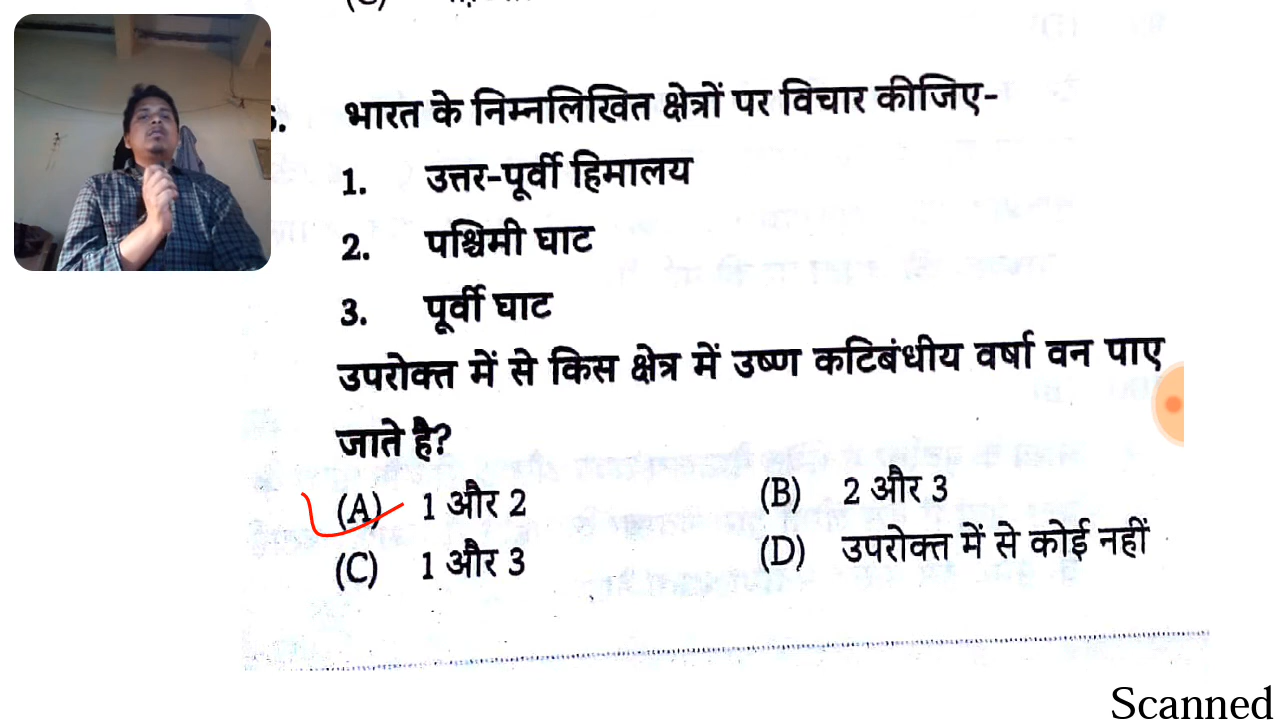 भारत के निम्नलिखित क्षेत्रों पर विचार कीजिए-
1. उत्तर-पूर्वी हिमालय
2. पश्चिमी घाट
3. पूर्वी घाट
उपरोक्त में से किस क्षेत्र में उष्ण कटिबंधीय वर्षा वन पाए
जाते है?
(A) 1 और 2 (B) 2 और 3
(C) 1 और 3 (D) उपरोक्त में से कोई नहीं
Scanned